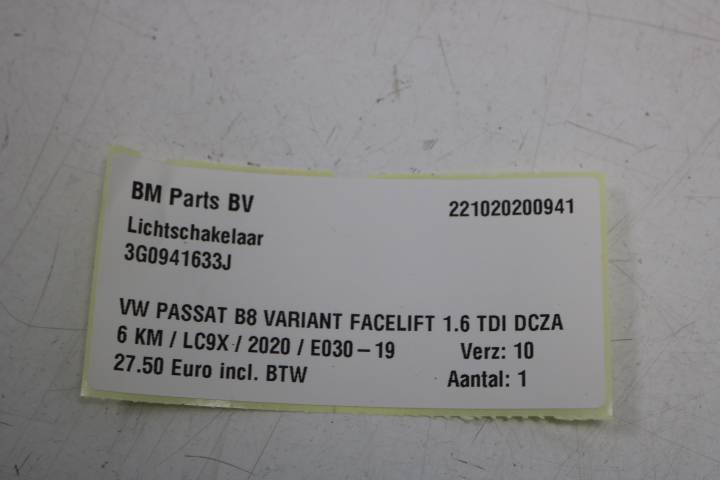 BM Parts BV
221020200941
Lichtschakelaar
3G0941633J
VW PASSAT B8 VARIANT FACELIFT 1.6 TDI DCZA
6 KM / LC9X / 2020 / E030-19 Verz: 10
27.50 Euro incl. BTW Aantal: 1